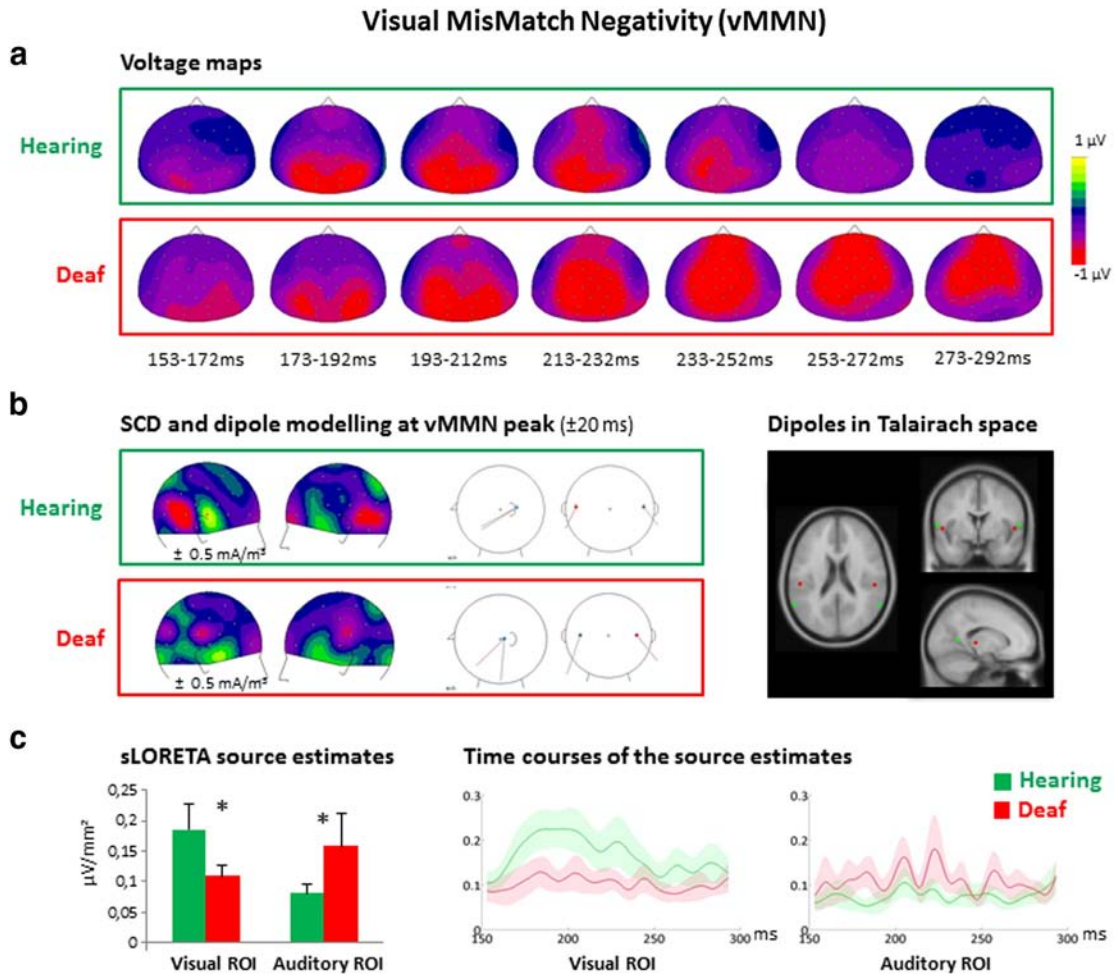 Visual MisMatch Negativity (vMMN)
a
Voltage maps
Hearing
1 µV
-1 µV
Deaf
153-172ms 173-192ms 193-212ms 213-232ms 233-252ms 253-272ms 273-292ms
b
SCD and dipole modelling at vMMN peak (±20 ms)
Dipoles in Talairach space
Hearing
± 0.5 mA/m³
Deaf
± 0.5 mA/m³
c
sLORETA source estimates
Time courses of the source estimates
Hearing
Deaf
µV/mm²
0,25
0,2
0,15
0,1
0,05
0
* *
Visual ROI Auditory ROI
0.3
0.2
0.1
150 200 250 300 ms
Visual ROI
0.3
0.2
0.1
150 200 250 300 ms
Auditory ROI